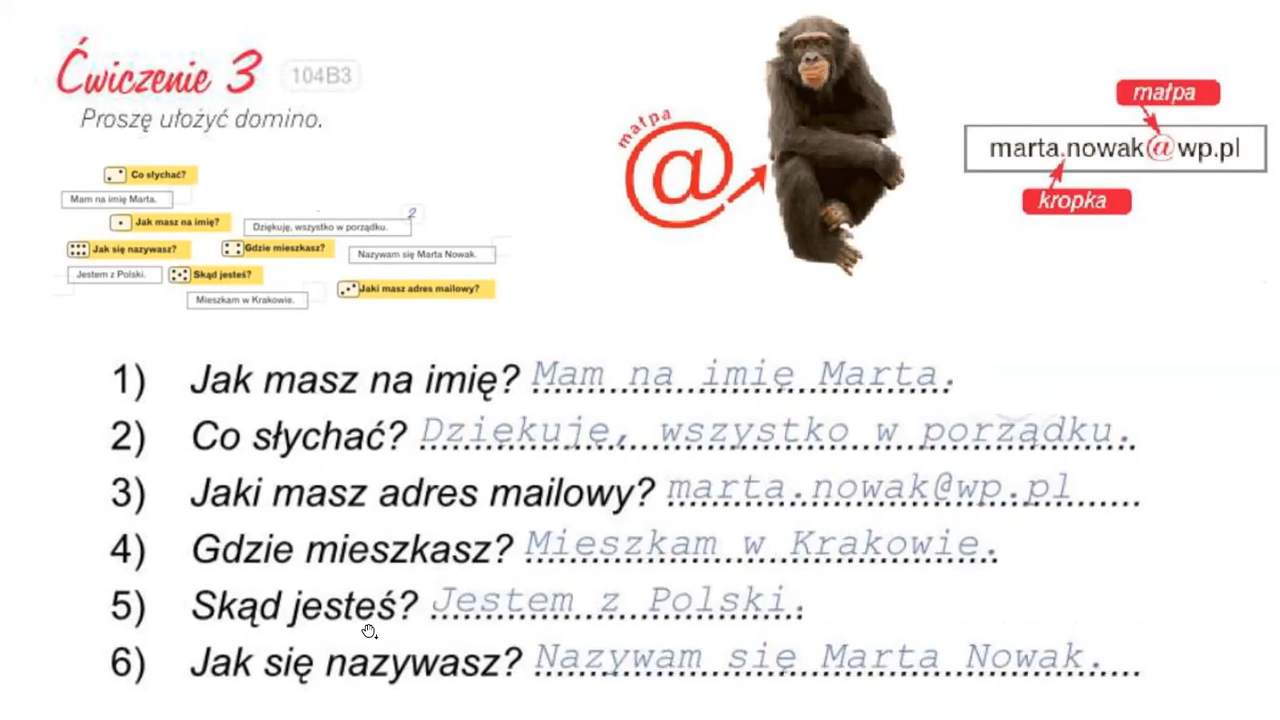 Ćwiczenie 3 104B3
Proszę ułożyć domino.
Co słychać?
Mam na imię Marta.
Jak masz na imię?
Dziękuję, wszystko w porządku.
2
Jak się nazywasz?
Gdzie mieszkasz?
Nazywam się Marta Nowak.
Jestem z Polski.
Skąd jesteś?
Mieszkam w Krakowie.
Jaki masz adres mailowy?
małpa
@
małpa
marta.nowak@wp.pl
kropka
1) Jak masz na imię? Mam na imię Marta.
2) Co słychać? Dziękuję, wszystko w porządku.
3) Jaki masz adres mailowy? marta.nowak@wp.pl
4) Gdzie mieszkasz? Mieszkam w Krakowie.
5) Skąd jesteś? Jestem z Polski.
6) Jak się nazywasz? Nazywam się Marta Nowak.